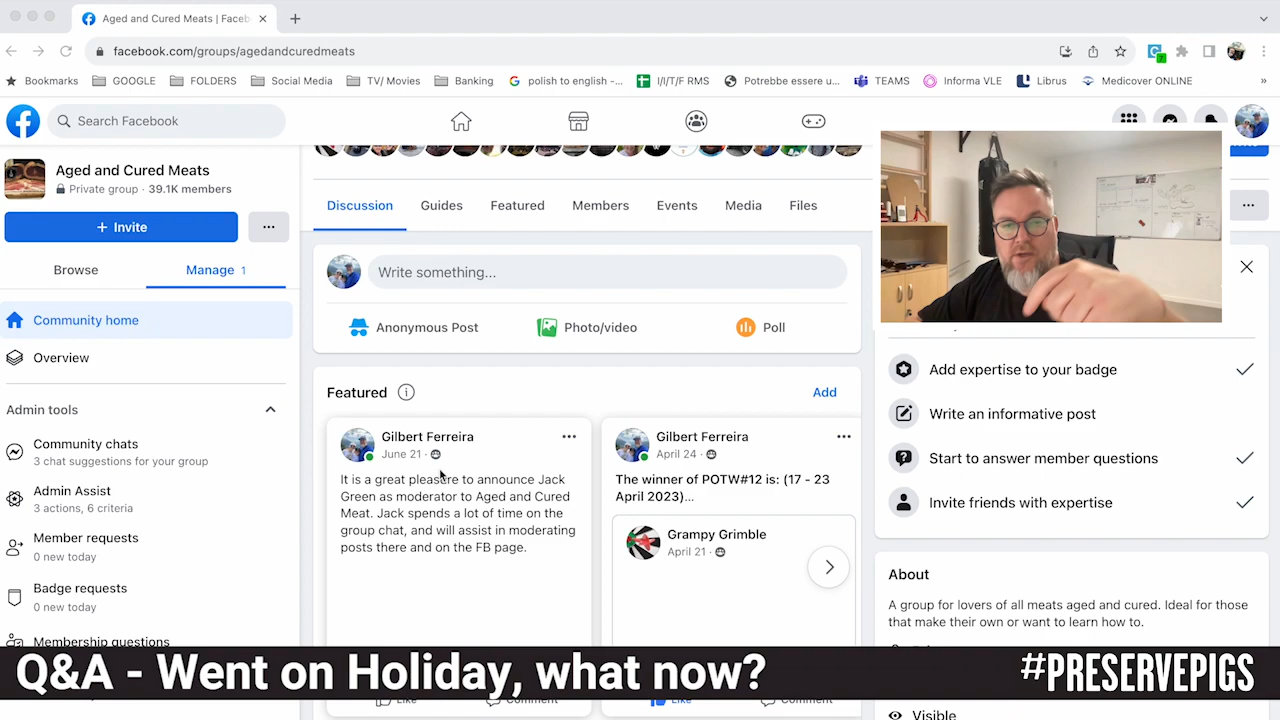 Aged and Cured Meats | Faceb
facebook.com/groups/agedandcuredmeats
Bookmarks GOOGLE FOLDERS Social Media TV/ Movies Banking polish to english -... I/I/T/F RMS Potrebbe essere u... TEAMS Informa VLE Librus Medicover ONLINE »
Search Facebook
Aged and Cured Meats
Private group · 39.1K members
+ Invite
Browse Manage 1
Community home
Overview
Admin tools
Community chats
3 chat suggestions for your group
Admin Assist
3 actions, 6 criteria
Member requests
0 new today
Badge requests
0 new today
Membership questions
Discussion Guides Featured Members Events Media Files
Write something...
Anonymous Post Photo/video Poll
Featured Add
Gilbert Ferreira
June 21 ·
It is a great pleasure to announce Jack
Green as moderator to Aged and Cured
Meat. Jack spends a lot of time on the
group chat, and will assist in moderating
posts there and on the FB page.
Like Comment
Gilbert Ferreira
April 24 ·
The winner of POTW#12 is: (17 - 23
April 2023)...
Grampy Grimble
April 21 ·
Like Comment
Add expertise to your badge
Write an informative post
Start to answer member questions
Invite friends with expertise
About
A group for lovers of all meats aged and cured. Ideal for those
that make their own or want to learn how to.
Visible
Q&A - Went on Holiday, what now?
#PRESERVEPIGS